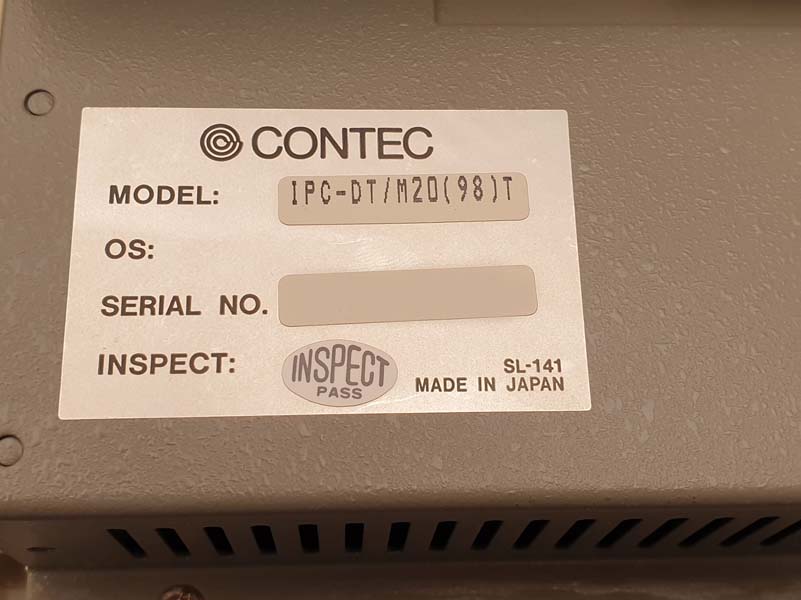 CONTEC
MODEL: IPC-DT/M20(98)T
OS:
SERIAL NO.
INSPECT: INSPECT PASS
SL-141
MADE IN JAPAN